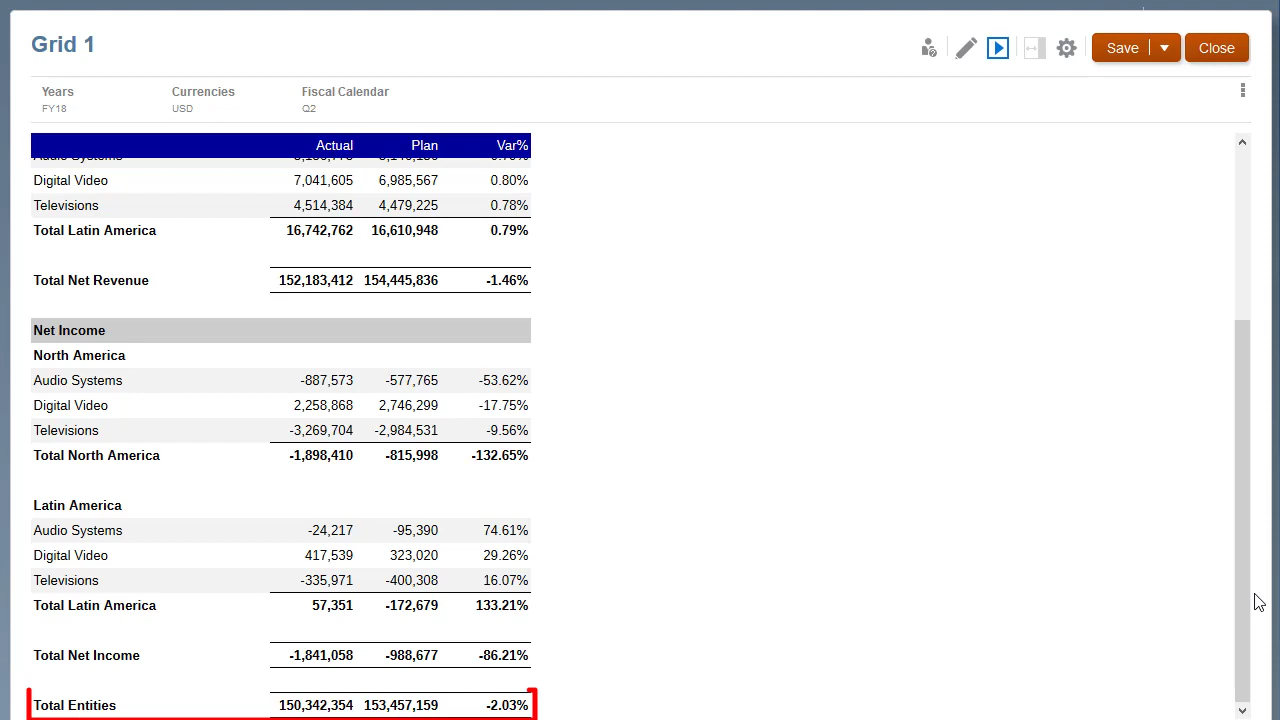 Grid 1
Save
Close
Years Currencies Fiscal Calendar
FY18 USD Q2
Actual Plan Var%
Digital Video 7,041,605 6,985,567 0.80%
Televisions 4,514,384 4,479,225 0.78%
Total Latin America 16,742,762 16,610,948 0.79%
Total Net Revenue 152,183,412 154,445,836 -1.46%
Net Income
North America
Audio Systems -887,573 -577,765 -53.62%
Digital Video 2,258,868 2,746,299 -17.75%
Televisions -3,269,704 -2,984,531 -9.56%
Total North America -1,898,410 -815,998 -132.65%
Latin America
Audio Systems -24,217 -95,390 74.61%
Digital Video 417,539 323,020 29.26%
Televisions -335,971 -400,308 16.07%
Total Latin America 57,351 -172,679 133.21%
Total Net Income -1,841,058 -988,677 -86.21%
Total Entities 150,342,354 153,457,159 -2.03%